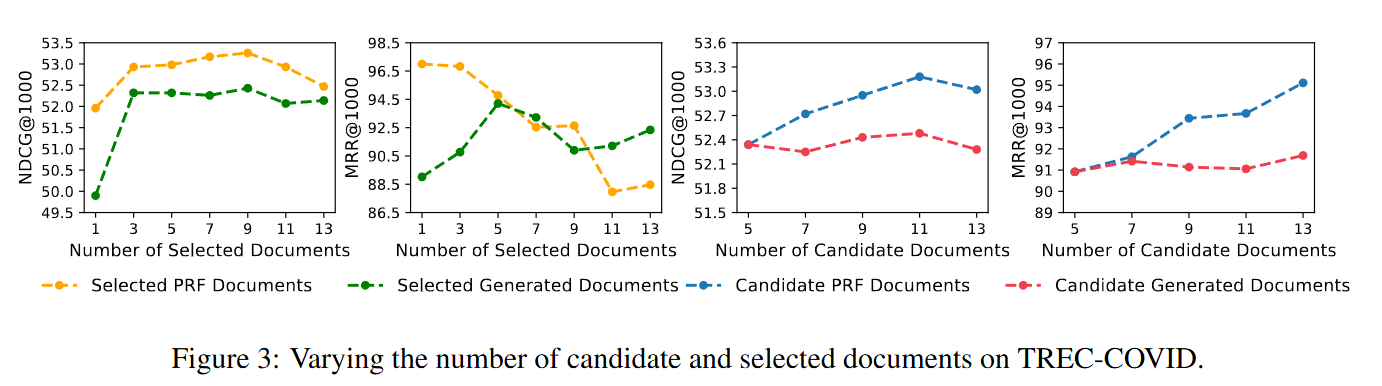 53.5
53.0
52.5
52.0
51.5
51.0
50.5
50.0
49.5
NDCG@1000
1 3 5 7 9 11 13
Number of Selected Documents
98.5
96.5
94.5
92.5
90.5
88.5
86.5
MRR@1000
1 3 5 7 9 11 13
Number of Selected Documents
53.6
53.3
53.0
52.7
52.4
52.1
51.8
51.5
NDCG@1000
5 7 9 11 13
Number of Candidate Documents
97
96
95
94
93
92
91
90
89
MRR@1000
5 7 9 11 13
Number of Candidate Documents
Selected PRF Documents Selected Generated Documents Candidate PRF Documents Candidate Generated Documents
Figure 3: Varying the number of candidate and selected documents on TREC-COVID.